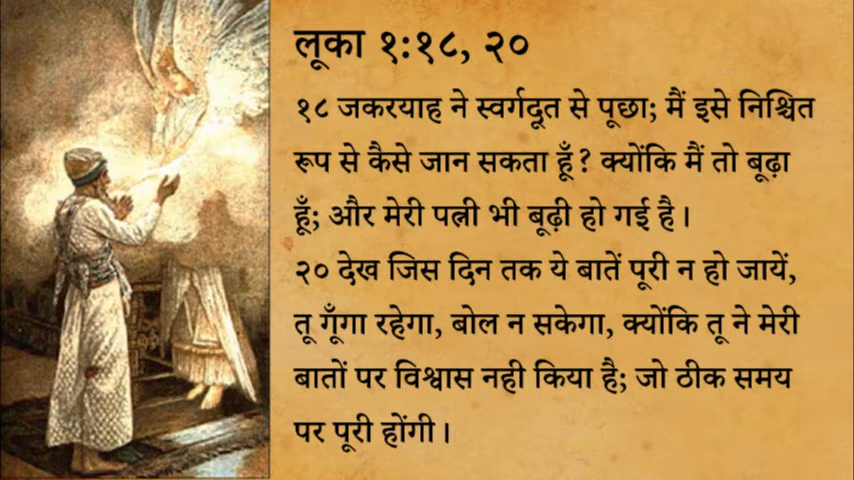 लूका १:१८, २०
१८ जकरयाह ने स्वर्गदूत से पूछा; मैं इसे निश्चित
रूप से कैसे जान सकता हूँ? क्योंकि मैं तो बूढ़ा
हूँ; और मेरी पत्नी भी बूढ़ी हो गई है।
२० देख जिस दिन तक ये बातें पूरी न हो जायें,
तू गूँगा रहेगा, बोल न सकेगा, क्योंकि तू ने मेरी
बातों पर विश्वास नही किया है; जो ठीक समय
पर पूरी होंगी।